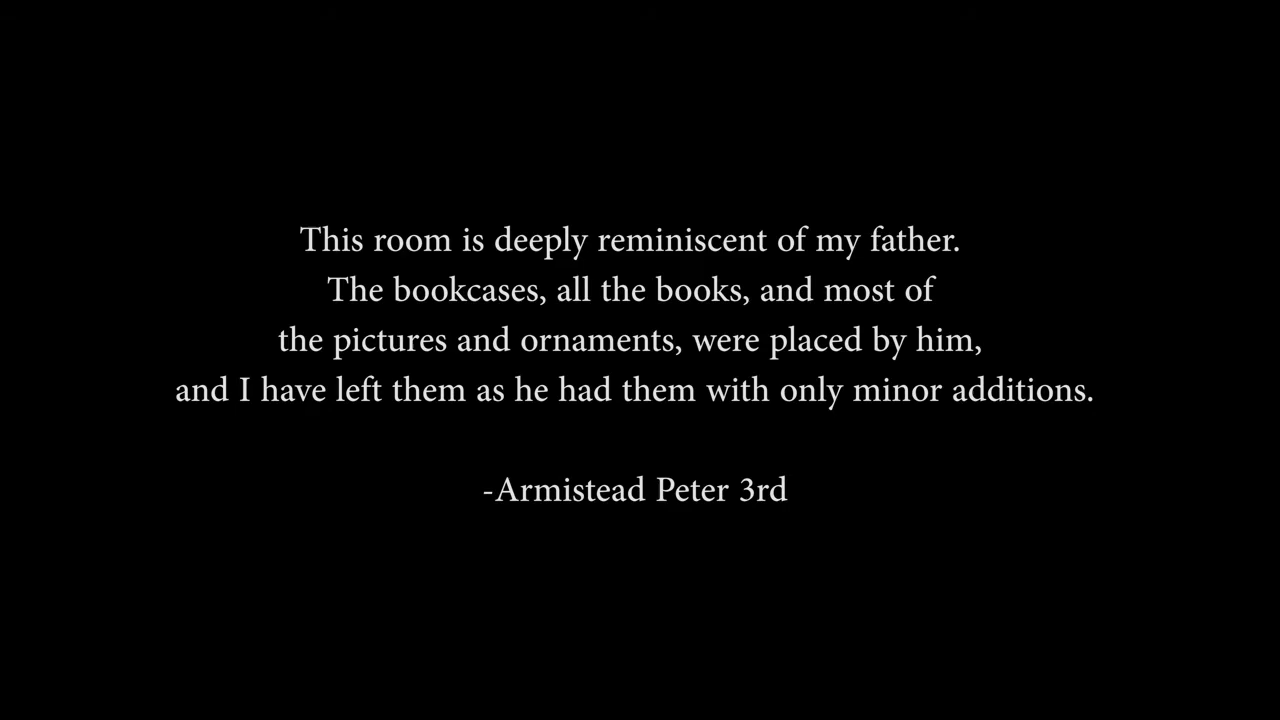 This room is deeply reminiscent of my father.
The bookcases, all the books, and most of
the pictures and ornaments, were placed by him,
and I have left them as he had them with only minor additions.
-Armistead Peter 3rd